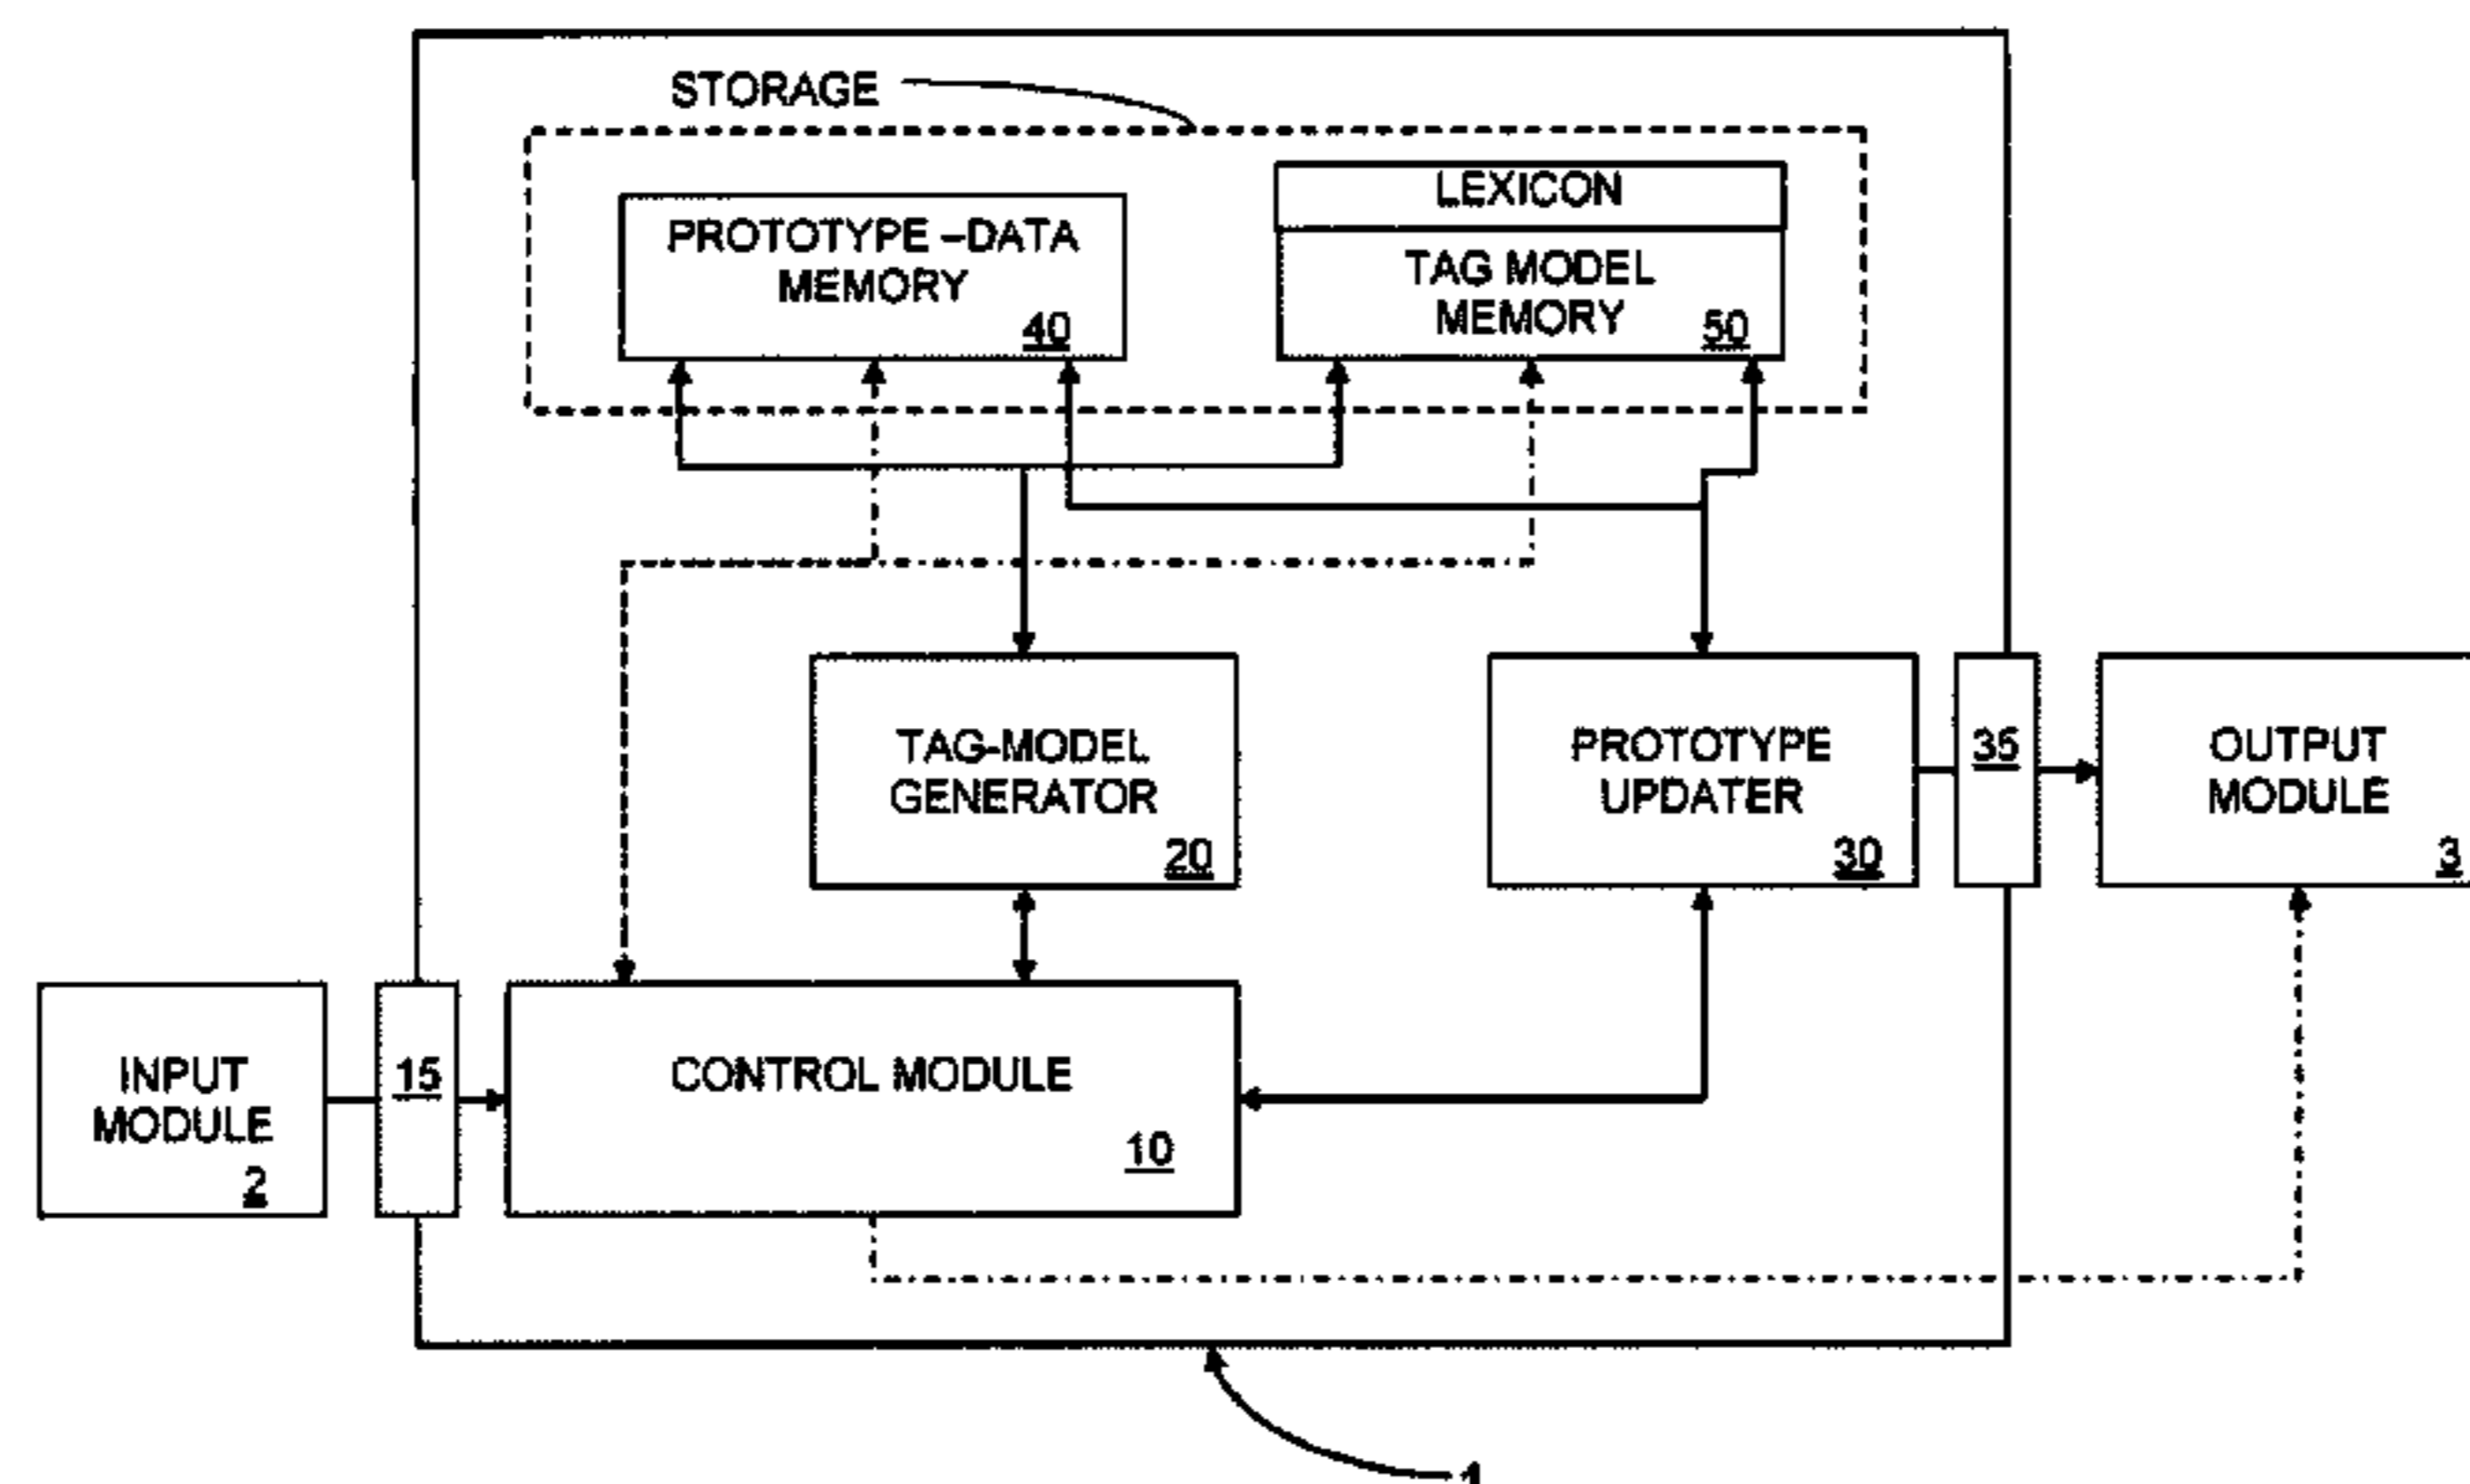 STORAGE
LEXICON
PROTOTYPE –DATA
MEMORY
40
TAG MODEL
MEMORY
50
TAG-MODEL
GENERATOR
20
PROTOTYPE
UPDATER
30
35
OUTPUT
MODULE
3
INPUT
MODULE
2
15
CONTROL MODULE
10
1